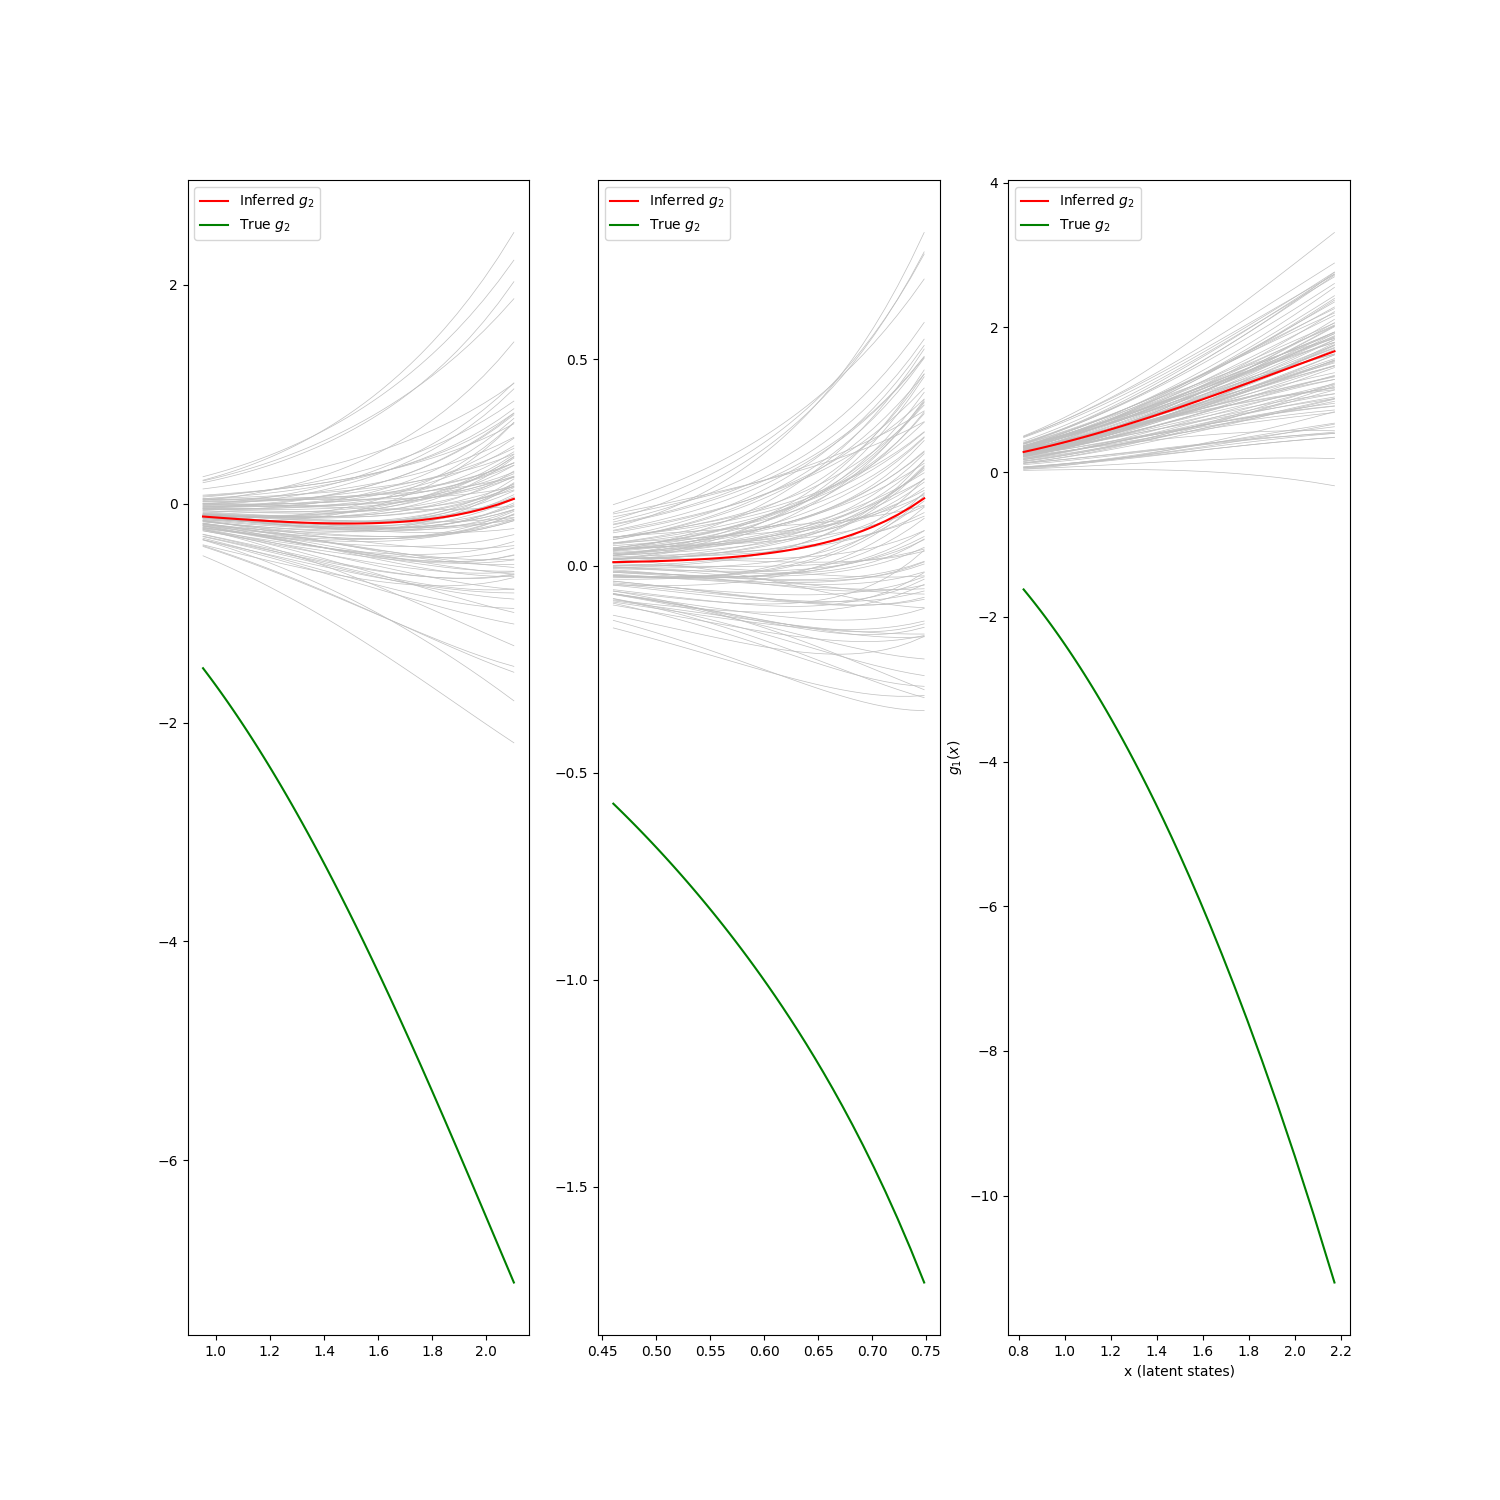 Inferred g₂
True g₂
2
0
−2
−4
−6
1.0 1.2 1.4 1.6 1.8 2.0
Inferred g₂
True g₂
0.5
0.0
−0.5
−1.0
−1.5
0.45 0.50 0.55 0.60 0.65 0.70 0.75
Inferred g₂
True g₂
g₁(x)
4
2
0
−2
−4
−6
−8
−10
0.8 1.0 1.2 1.4 1.6 1.8 2.0 2.2
x (latent states)